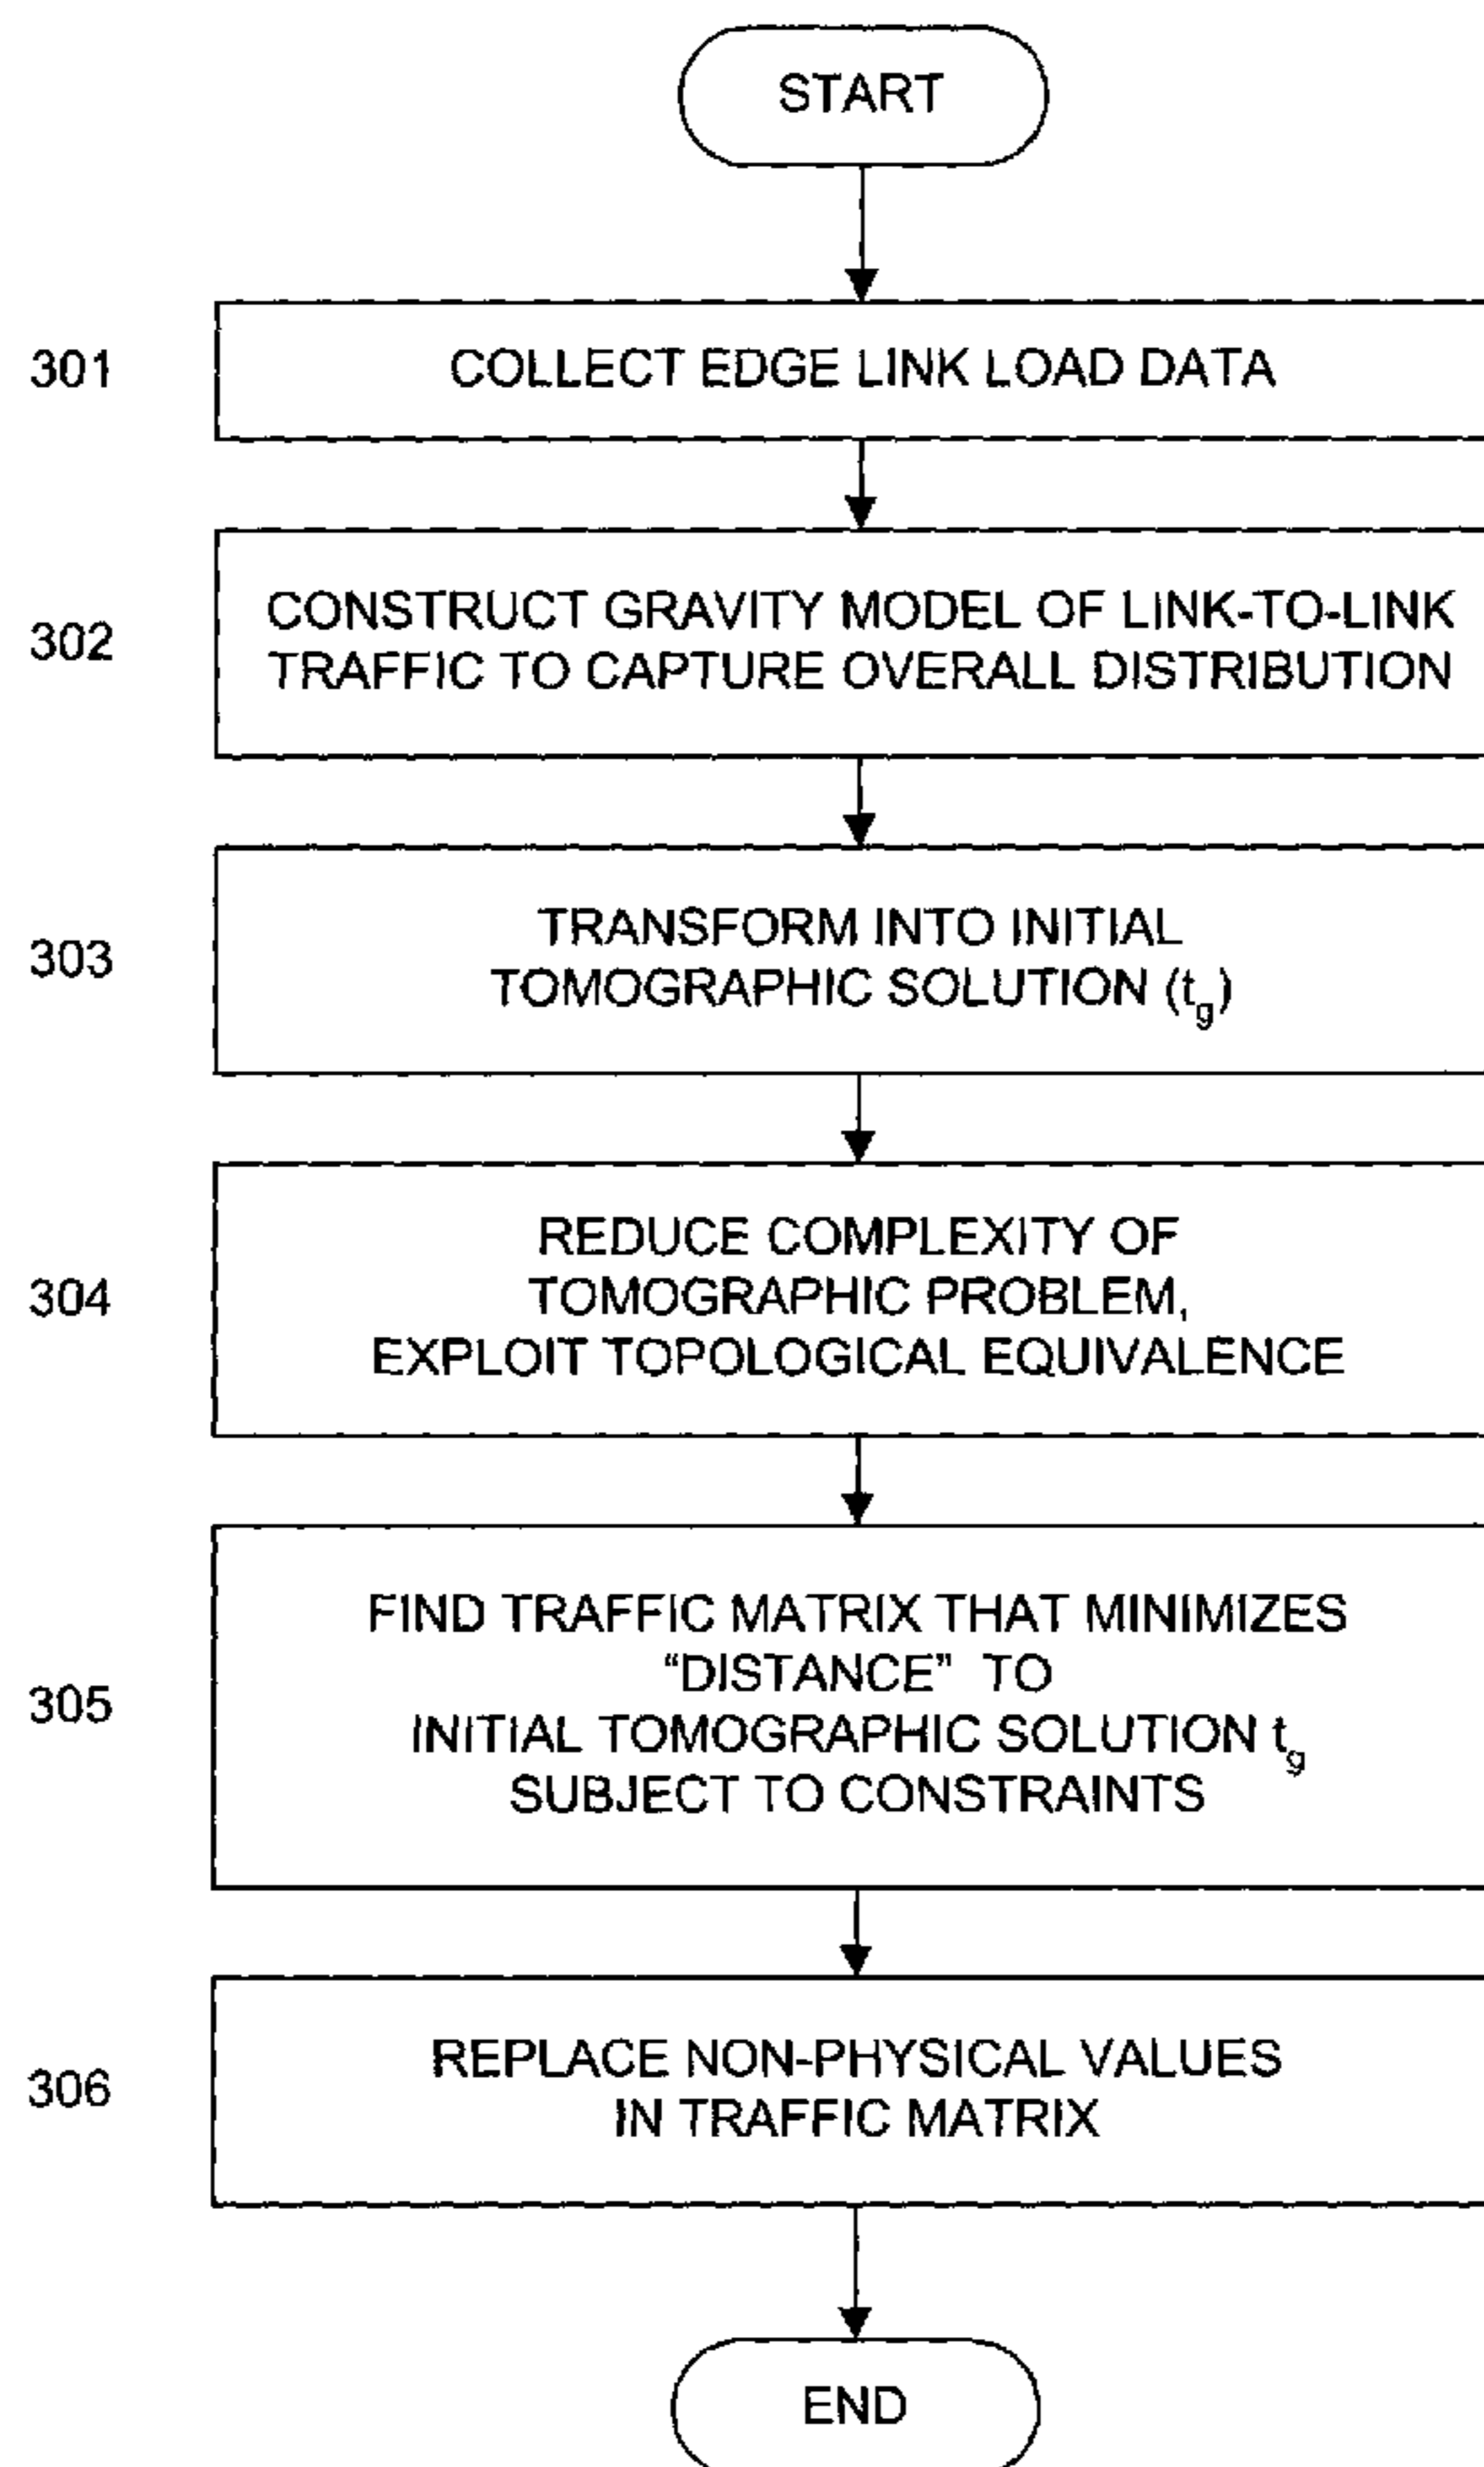 START
301
COLLECT EDGE LINK LOAD DATA
302
CONSTRUCT GRAVITY MODEL OF LINK-TO-LINK
TRAFFIC TO CAPTURE OVERALL DISTRIBUTION
303
TRANSFORM INTO INITIAL
TOMOGRAPHIC SOLUTION (tg)
304
REDUCE COMPLEXITY OF
TOMOGRAPHIC PROBLEM,
EXPLOIT TOPOLOGICAL EQUIVALENCE
305
FIND TRAFFIC MATRIX THAT MINIMIZES
“DISTANCE” TO
INITIAL TOMOGRAPHIC SOLUTION tg
SUBJECT TO CONSTRAINTS
306
REPLACE NON-PHYSICAL VALUES
IN TRAFFIC MATRIX
END